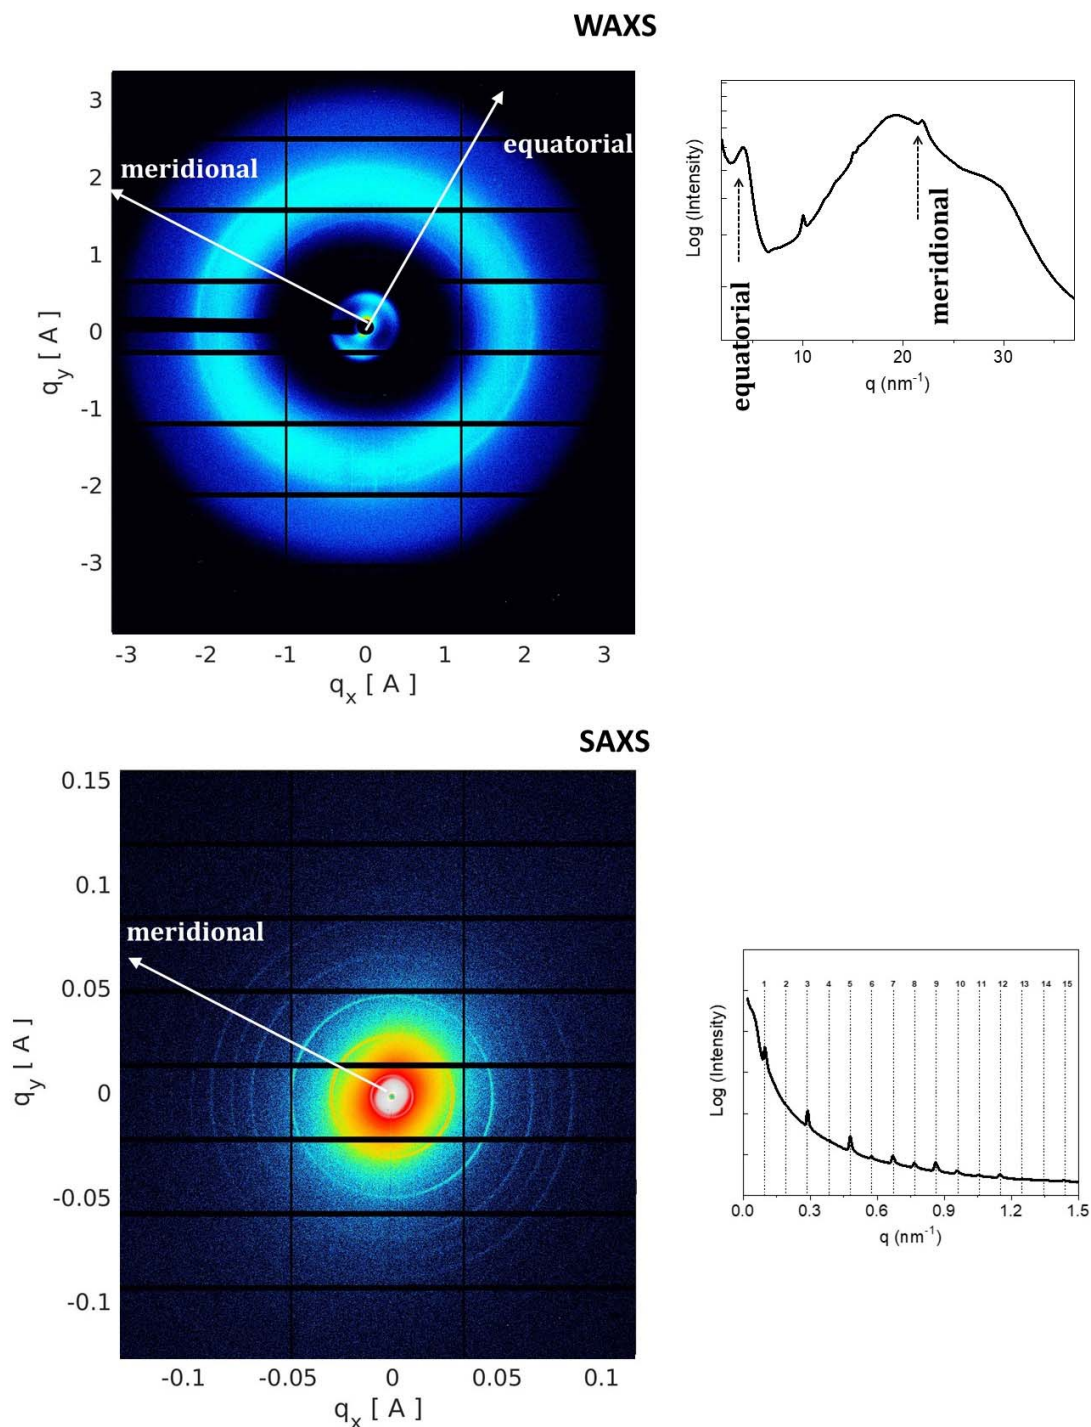 WAXS
3
2
1
0
-1
-2
-3
q_y [ A ]
meridional
equatorial
-3 -2 -1 0 1 2 3
q_x [ A ]
Log (Intensity)
equatorial
meridional
10 20 30
q (nm⁻¹)
SAXS
0.15
0.1
0.05
0
-0.05
-0.1
q_y [ A ]
meridional
-0.1 -0.05 0 0.05 0.1
q_x [ A ]
Log (Intensity)
1 2 3 4 5 6 7 8 9 10 11 12 13 14 15
0.0 0.3 0.6 0.9 1.2 1.5
q (nm⁻¹)